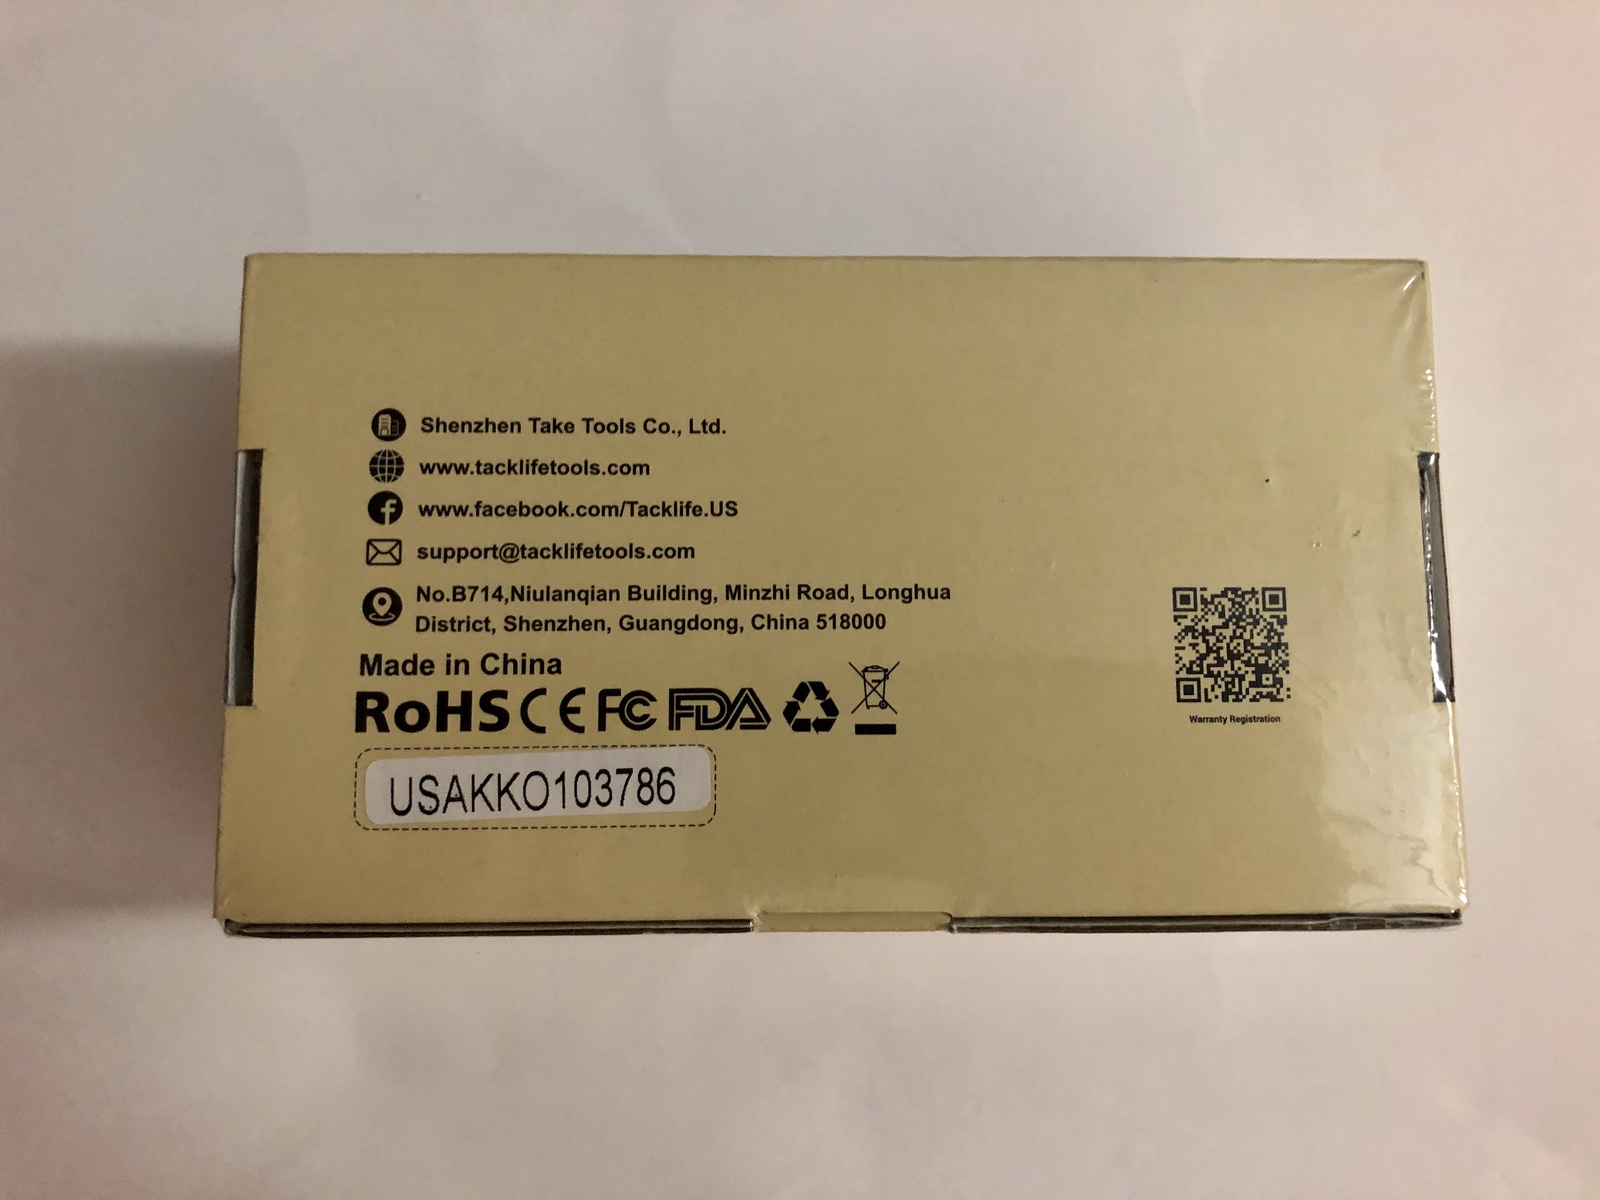 Shenzhen Take Tools Co., Ltd.
www.tacklifetools.com
www.facebook.com/Tacklife.US
support@tacklifetools.com
No.B714,Niulanqian Building, Minzhi Road, Longhua
District, Shenzhen, Guangdong, China 518000
Made in China
RoHS CE FC FDA
USAKKO103786
Warranty Registration